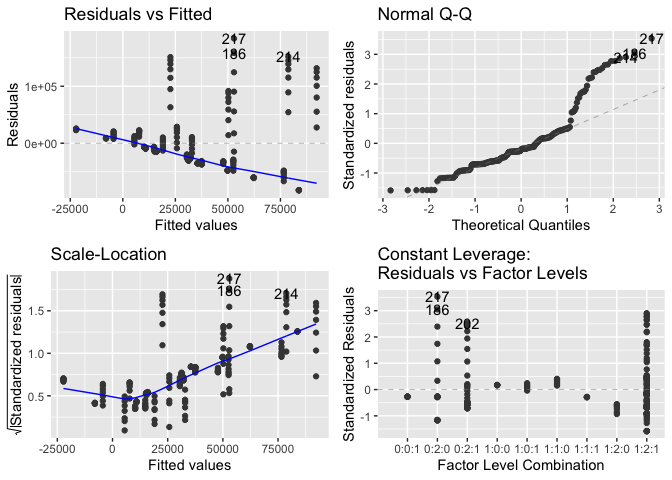 Residuals vs Fitted
217
186
214
1e+05
0e+00
Residuals
-25000 0 25000 50000 75000
Fitted values
Normal Q-Q
217
186
214
3
2
1
0
-1
Standardized residuals
-3 -2 -1 0 1 2 3
Theoretical Quantiles
Scale-Location
217
186
214
1.5
1.0
0.5
√|Standardized residuals|
-25000 0 25000 50000 75000
Fitted values
Constant Leverage:
Residuals vs Factor Levels
217
186
202
3
2
1
0
-1
Standardized Residuals
0:0:1 0:2:0 0:2:1 1:0:0 1:0:1 1:1:0 1:1:1 1:2:0 1:2:1
Factor Level Combination